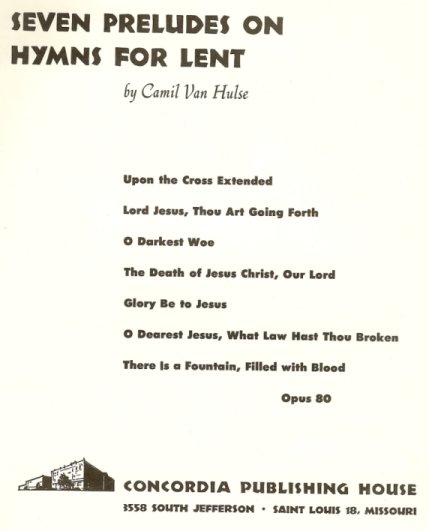 SEVEN PRELUDES ON
HYMNS FOR LENT
by Camil Van Hulse
Upon the Cross Extended
Lord Jesus, Thou Art Going Forth
O Darkest Woe
The Death of Jesus Christ, Our Lord
Glory Be to Jesus
O Dearest Jesus, What Law Hast Thou Broken
There Is a Fountain, Filled with Blood
Opus 80
CONCORDIA PUBLISHING HOUSE
3558 SOUTH JEFFERSON · SAINT LOUIS 18, MISSOURI